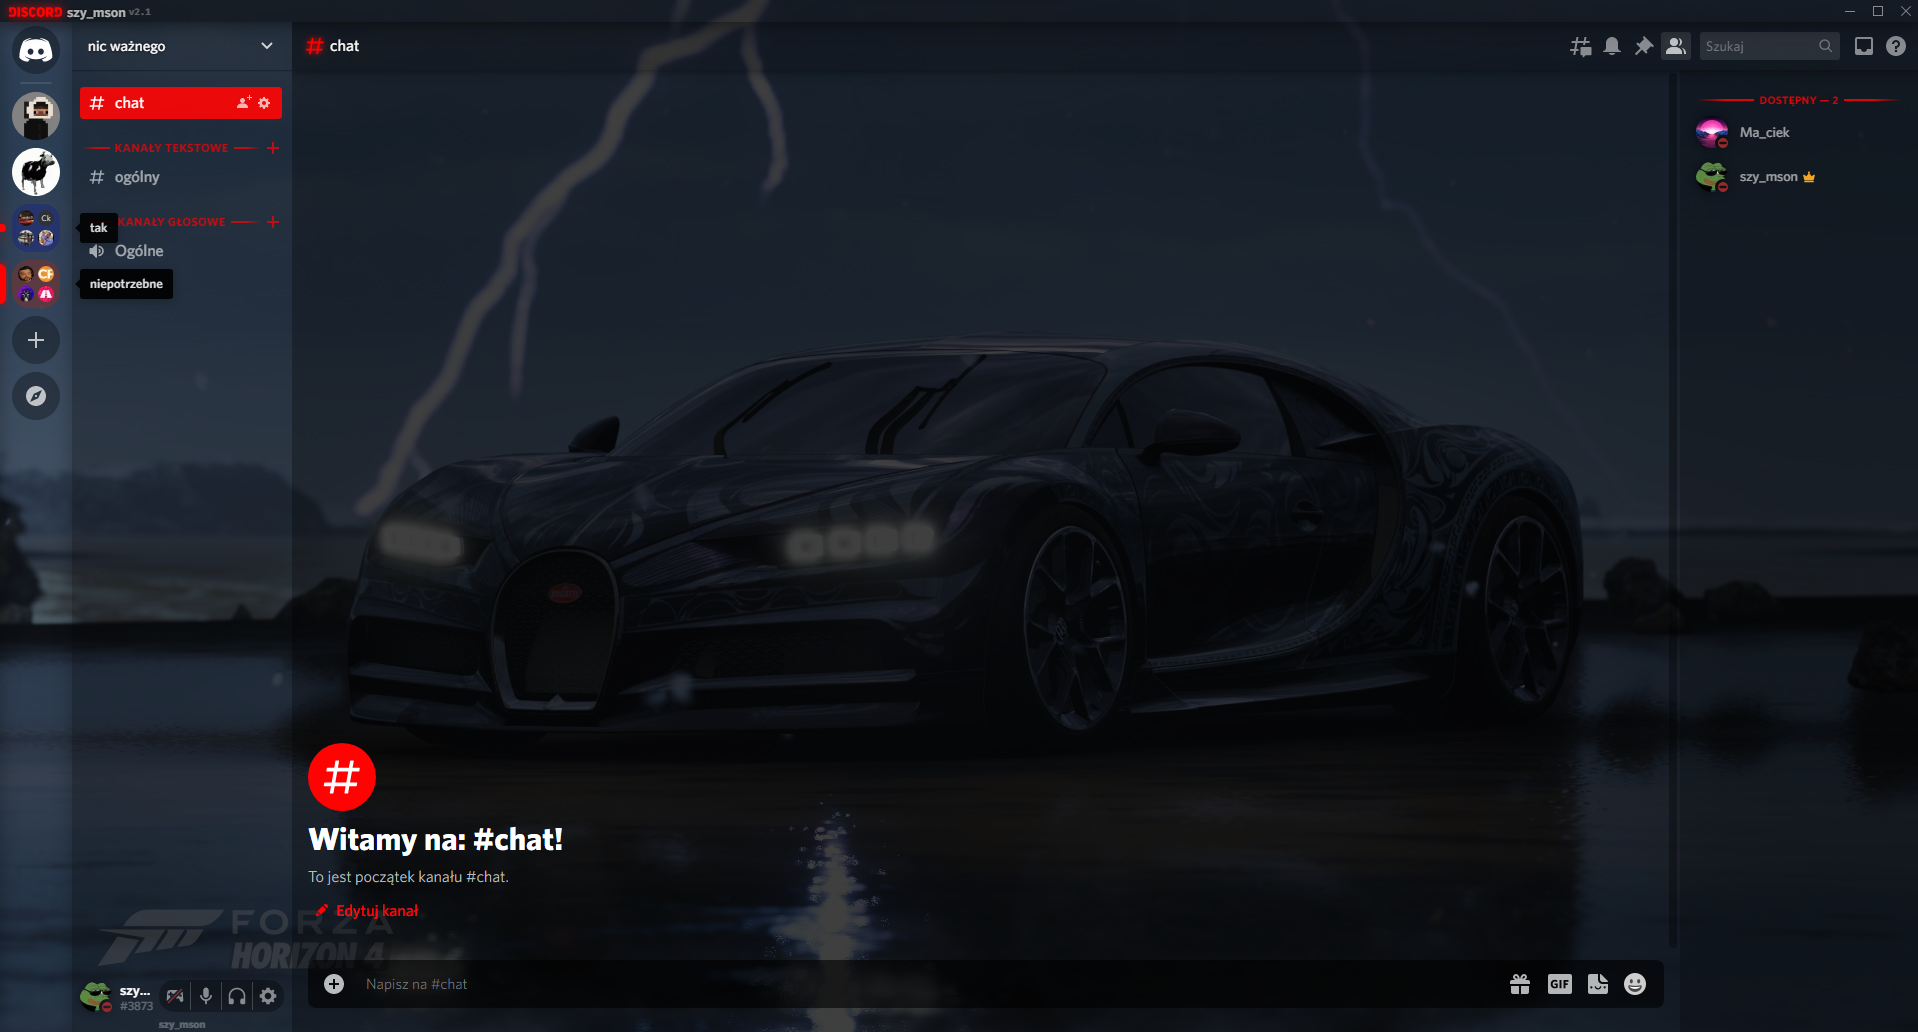 DISCORD szy_mson v2.1
nic ważnego
chat
Szukaj
chat
KANAŁY TEKSTOWE
ogólny
KANAŁY GŁOSOWE
Ogólne
Ck
tak
CF
niepotrzebne
DOSTĘPNY — 2
Ma_ciek
szy_mson
Witamy na: #chat!
To jest początek kanału #chat.
Edytuj kanał
FORZA
HORIZON 4
Napisz na #chat
GIF
szy...
#3873
szy_mson